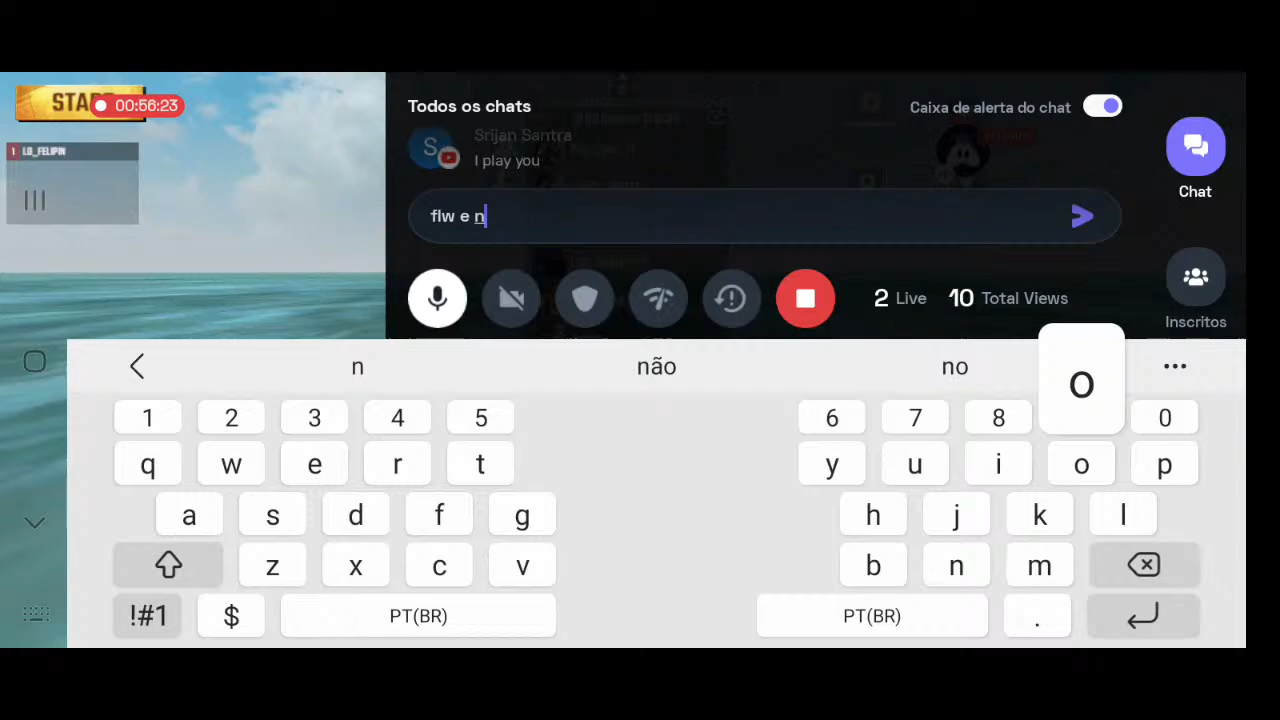 START
00:56:23
1 LD_FELIPIN
Todos os chats
Caixa de alerta do chat
S
Srijan Santra
I play you
Chat
flw e n
2 Live 10 Total Views
Inscritos
n não no
o
1 2 3 4 5 6 7 8 0
q w e r t y u i o p
a s d f g h j k l
z x c v b n m
!#1 $ PT(BR) PT(BR) .